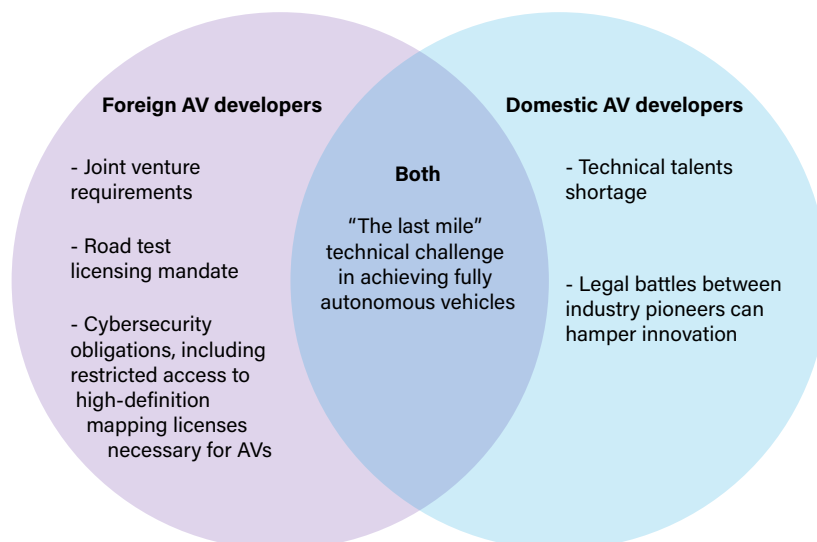 Foreign AV developers
- Joint venture
requirements
- Road test
licensing mandate
- Cybersecurity
obligations, including
restricted access to
high-definition
mapping licenses
necessary for AVs
Both
“The last mile”
technical challenge
in achieving fully
autonomous vehicles
Domestic AV developers
- Technical talents
shortage
- Legal battles between
industry pioneers can
hamper innovation